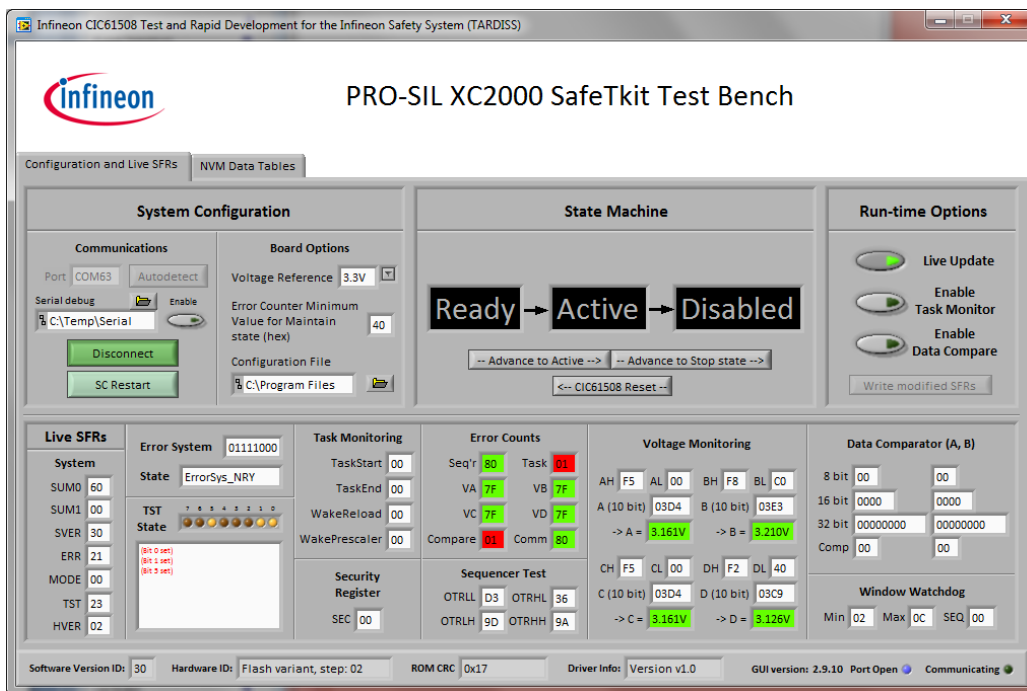 Infineon CIC61508 Test and Rapid Development for the Infineon Safety System (TARDISS)
infineon
PRO-SIL XC2000 SafeTkit Test Bench
Configuration and Live SFRs
NVM Data Tables
System Configuration
Communications
Port COM63 Autodetect
Serial debug Enable
C:\Temp\Serial
Disconnect
SC Restart
Board Options
Voltage Reference 3.3V
Error Counter Minimum
Value for Maintain
state (hex) 40
Configuration File
C:\Program Files
State Machine
Ready Active Disabled
-- Advance to Active --> -- Advance to Stop state -->
<-- CIC61508 Reset --
Run-time Options
Live Update
Enable
Task Monitor
Enable
Data Compare
Write modified SFRs
Live SFRs
System
SUM0 60
SUM1 00
SVER 30
ERR 21
MODE 00
TST 23
HVER 02
Error System 01111000
State ErrorSys_NRY
TST
State
7 6 5 4 3 2 1 0
(Bit 0 set)
(Bit 1 set)
(Bit 5 set)
Task Monitoring
TaskStart 00
TaskEnd 00
WakeReload 00
WakePrescaler 00
Security
Register
SEC 00
Error Counts
Seq'r 80 Task 01
VA 7F VB 7F
VC 7F VD 7F
Compare 01 Comm 80
Sequencer Test
OTRLL D3 OTRHL 36
OTRLH 9D OTRHH 9A
Voltage Monitoring
AH F5 AL 00 BH F8 BL C0
A (10 bit) 03D4 B (10 bit) 03E3
-> A = 3.161V -> B = 3.210V
CH F5 CL 00 DH F2 DL 40
C (10 bit) 03D4 D (10 bit) 03C9
-> C = 3.161V -> D = 3.126V
Data Comparator (A, B)
8 bit 00 00
16 bit 0000 0000
32 bit 00000000 00000000
Comp 00 00
Window Watchdog
Min 02 Max 0C SEQ 00
Software Version ID: 30 Hardware ID: Flash variant, step: 02 ROM CRC 0x17 Driver Info: Version v1.0 GUI version: 2.9.10 Port Open Communicating